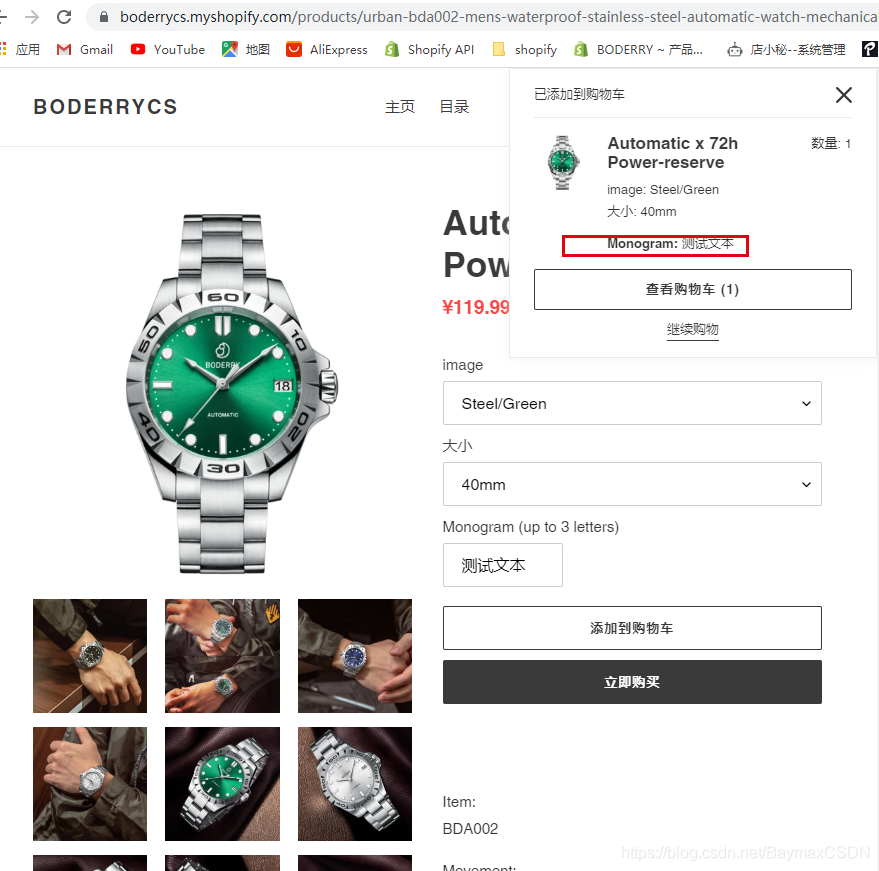 boderrycs.myshopify.com/products/urban-bda002-mens-waterproof-stainless-steel-automatic-watch-mechanica
应用 Gmail YouTube 地图 AliExpress Shopify API shopify BODERRY ~ 产品... 店小秘--系统管理
BODERRYCS
主页 目录
已添加到购物车
Automatic x 72h
Power-reserve
数量: 1
image: Steel/Green
大小: 40mm
Monogram: 测试文本
查看购物车 (1)
继续购物
60
50
10
BODERRY
18
AUTOMATIC
40
20
30
Auto
Pow
¥119.99
image
Steel/Green
大小
40mm
Monogram (up to 3 letters)
测试文本
添加到购物车
立即购买
Item:
BDA002
Movement:
https://blog.csdn.net/BaymaxCSDN